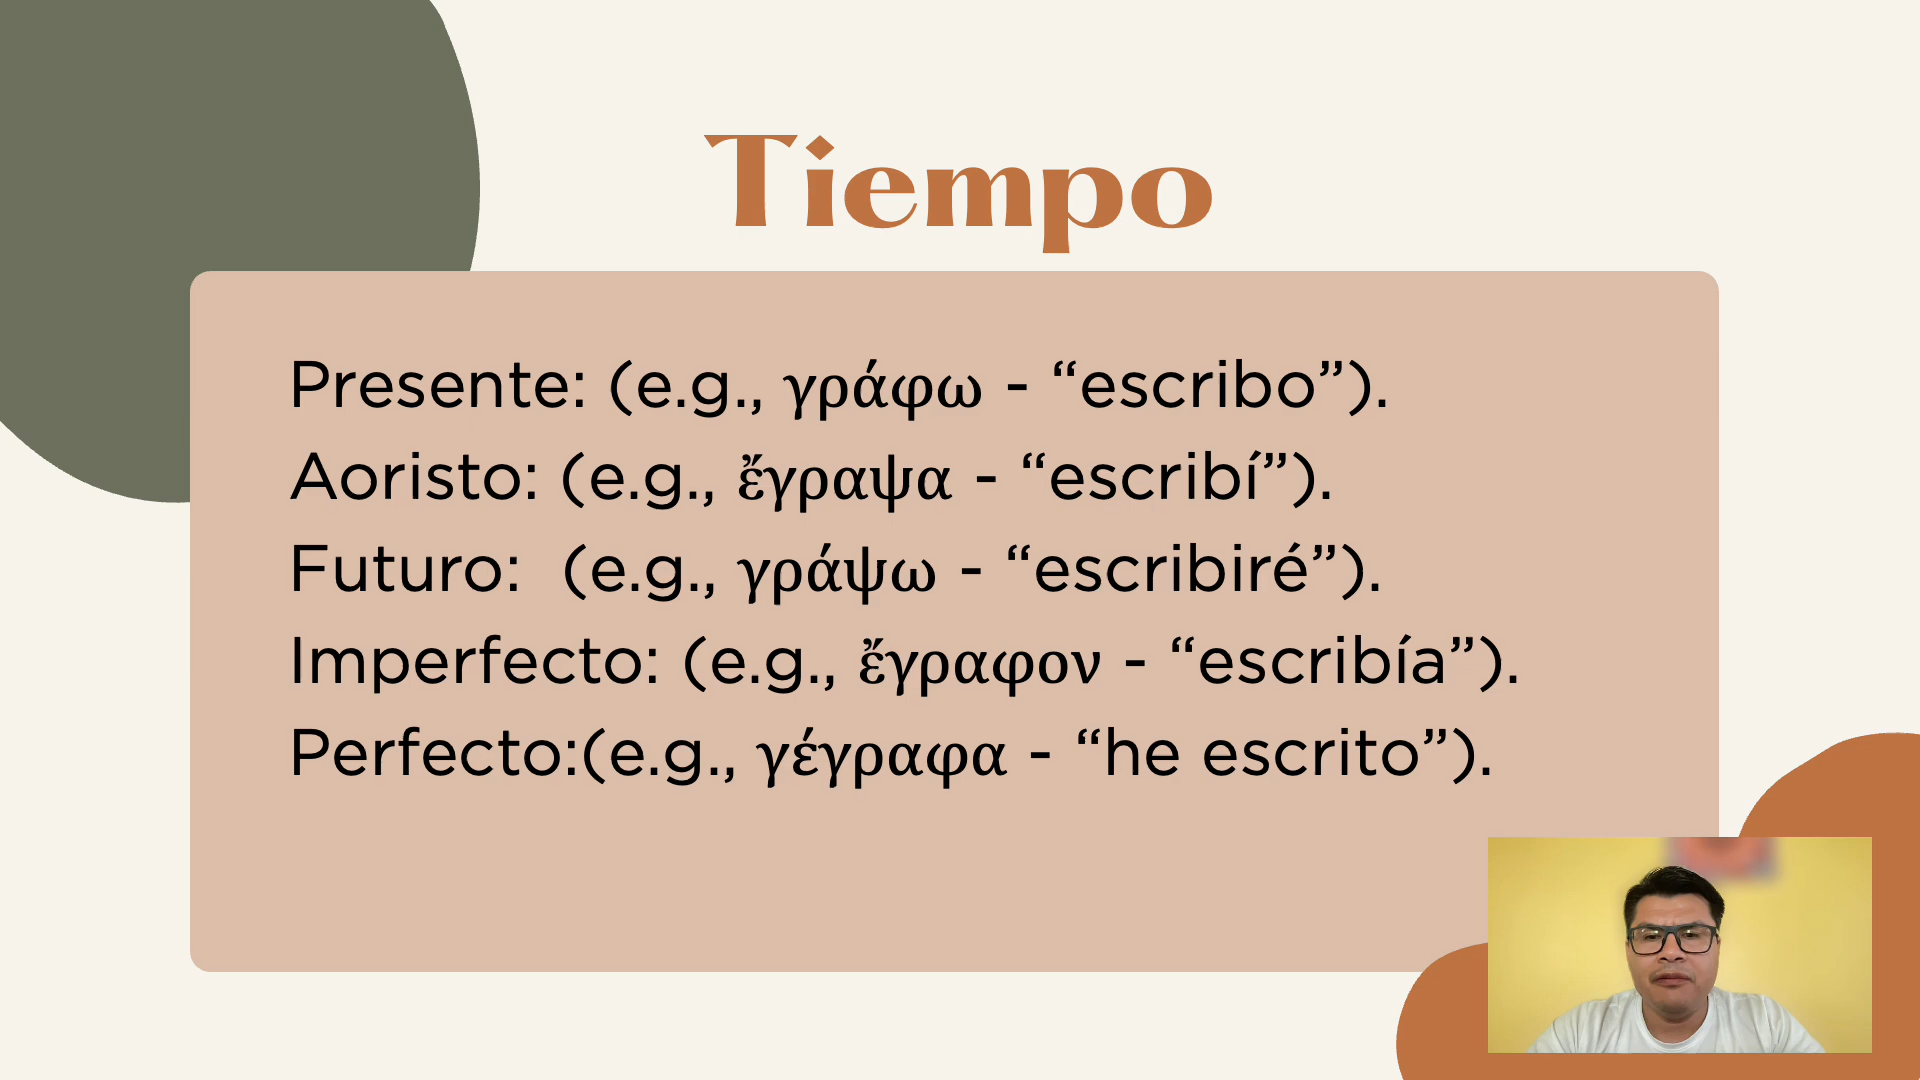 Tiempo
Presente: (e.g., γράφω - “escribo”).
Aoristo: (e.g., ἔγραψα - “escribí”).
Futuro:  (e.g., γράψω - “escribiré”).
Imperfecto: (e.g., ἔγραφον - “escribía”).
Perfecto:(e.g., γέγραφα - “he escrito”).